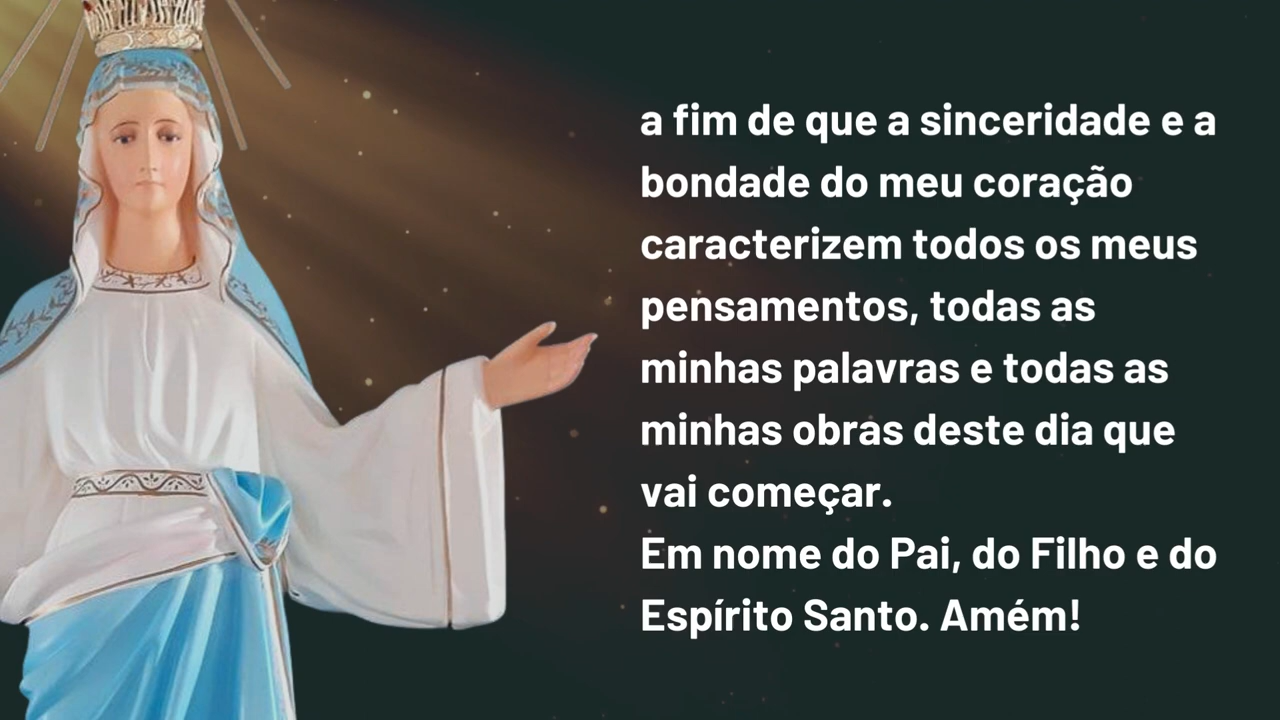 a fim de que a sinceridade e a
bondade do meu coração
caracterizem todos os meus
pensamentos, todas as
minhas palavras e todas as
minhas obras deste dia que
vai começar.
Em nome do Pai, do Filho e do
Espírito Santo. Amém!